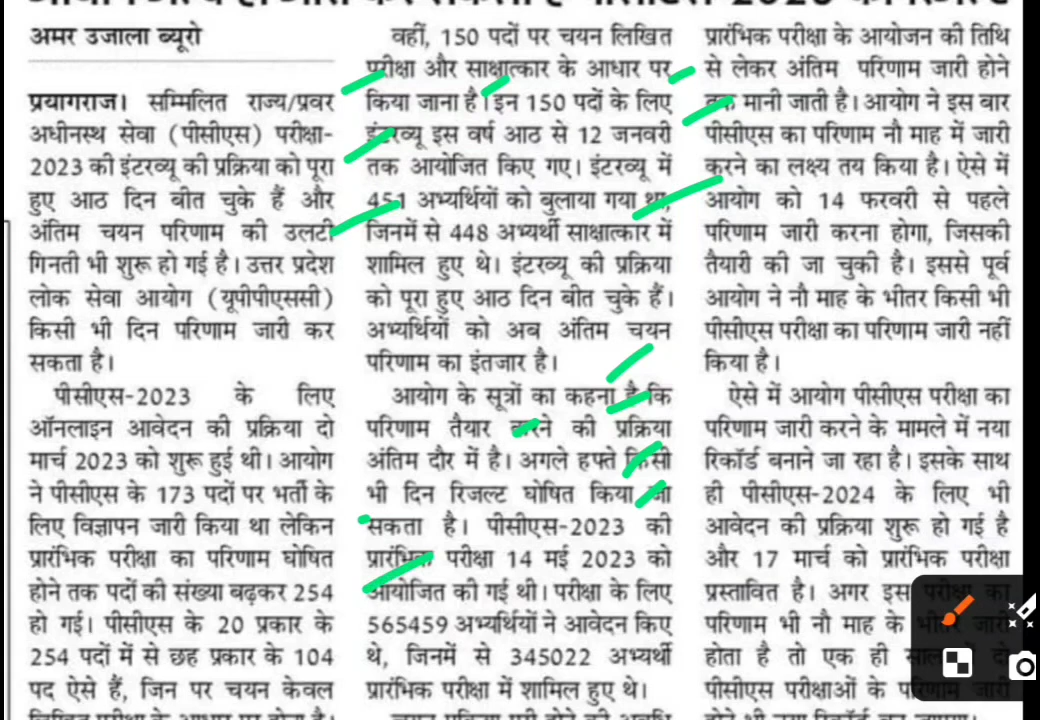 अमर उजाला ब्यूरो
प्रयागराज। सम्मिलित राज्य/प्रवर
अधीनस्थ सेवा (पीसीएस) परीक्षा-
2023 की इंटरव्यू की प्रक्रिया को पूरा
हुए आठ दिन बीत चुके हैं और
अंतिम चयन परिणाम की उलटी
गिनती भी शुरू हो गई है। उत्तर प्रदेश
लोक सेवा आयोग (यूपीपीएससी)
किसी भी दिन परिणाम जारी कर
सकता है।
पीसीएस-2023 के लिए
ऑनलाइन आवेदन की प्रक्रिया दो
मार्च 2023 को शुरू हुई थी। आयोग
ने पीसीएस के 173 पदों पर भर्ती के
लिए विज्ञापन जारी किया था लेकिन
प्रारंभिक परीक्षा का परिणाम घोषित
होने तक पदों की संख्या बढ़कर 254
हो गई। पीसीएस के 20 प्रकार के
254 पदों में से छह प्रकार के 104
पद ऐसे हैं, जिन पर चयन केवल
वहीं, 150 पदों पर चयन लिखित
परीक्षा और साक्षात्कार के आधार पर
किया जाना है। इन 150 पदों के लिए
इंटरव्यू इस वर्ष आठ से 12 जनवरी
तक आयोजित किए गए। इंटरव्यू में
451 अभ्यर्थियों को बुलाया गया था,
जिनमें से 448 अभ्यर्थी साक्षात्कार में
शामिल हुए थे। इंटरव्यू की प्रक्रिया
को पूरा हुए आठ दिन बीत चुके हैं।
अभ्यर्थियों को अब अंतिम चयन
परिणाम का इंतजार है।
आयोग के सूत्रों का कहना है कि
परिणाम तैयार करने की प्रक्रिया
अंतिम दौर में है। अगले हफ्ते किसी
भी दिन रिजल्ट घोषित किया जा
सकता है। पीसीएस-2023 की
प्रारंभिक परीक्षा 14 मई 2023 को
आयोजित की गई थी। परीक्षा के लिए
565459 अभ्यर्थियों ने आवेदन किए
थे, जिनमें से 345022 अभ्यर्थी
प्रारंभिक परीक्षा में शामिल हुए थे।
प्रारंभिक परीक्षा के आयोजन की तिथि
से लेकर अंतिम परिणाम जारी होने
तक मानी जाती है। आयोग ने इस बार
पीसीएस का परिणाम नौ माह में जारी
करने का लक्ष्य तय किया है। ऐसे में
आयोग को 14 फरवरी से पहले
परिणाम जारी करना होगा, जिसकी
तैयारी की जा चुकी है। इससे पूर्व
आयोग ने नौ माह के भीतर किसी भी
पीसीएस परीक्षा का परिणाम जारी नहीं
किया है।
ऐसे में आयोग पीसीएस परीक्षा का
परिणाम जारी करने के मामले में नया
रिकॉर्ड बनाने जा रहा है। इसके साथ
ही पीसीएस-2024 के लिए भी
आवेदन की प्रक्रिया शुरू हो गई है
और 17 मार्च को प्रारंभिक परीक्षा
प्रस्तावित है। अगर इस परीक्षा का
परिणाम भी नौ माह के भीतर जारी
होता है तो एक ही साल में दो
पीसीएस परीक्षाओं के परिणाम जारी